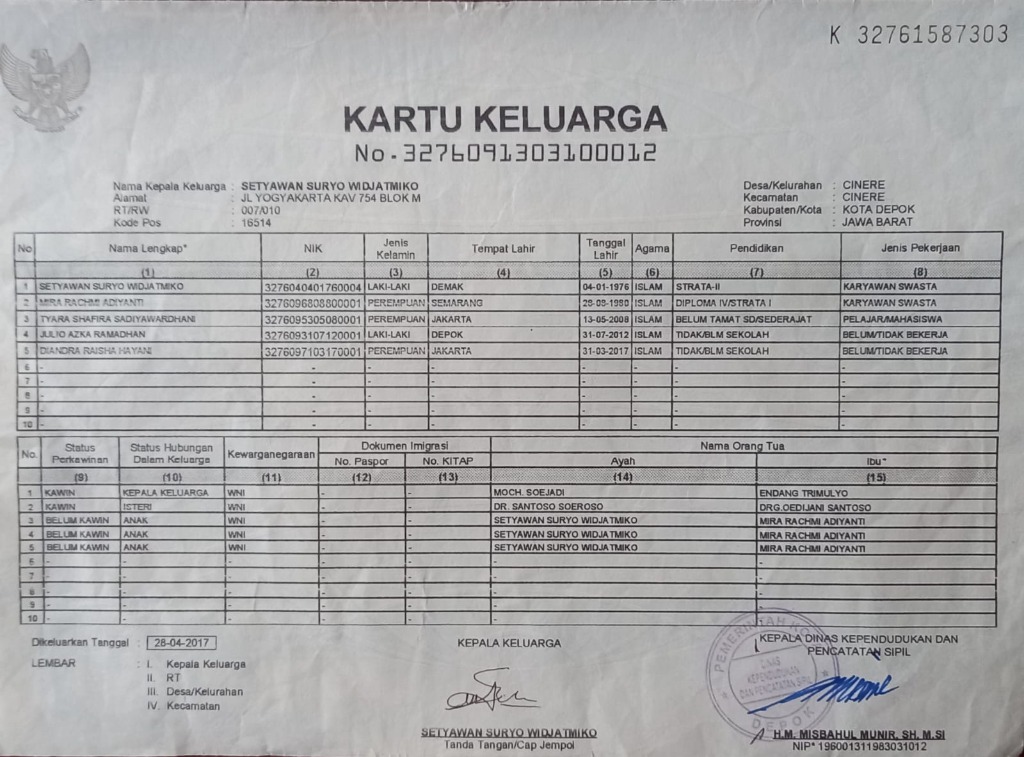 K 32761587303
KARTU KELUARGA
No. 3276091303100012
Nama Kepala Keluarga : SETYAWAN SURYO WIDJATMIKO
Alamat : JL YOGYAKARTA KAV 754 BLOK M
RT/RW : 007/010
Kode Pos : 16514
Desa/Kelurahan : CINERE
Kecamatan : CINERE
Kabupaten/Kota : KOTA DEPOK
Provinsi : JAWA BARAT
No Nama Lengkap* NIK Jenis Kelamin Tempat Lahir Tanggal Lahir Agama Pendidikan Jenis Pekerjaan
(1) (2) (3) (4) (5) (6) (7) (8)
1 SETYAWAN SURYO WIDJATMIKO 3276040401760004 LAKI-LAKI DEMAK 04-01-1976 ISLAM STRATA-II KARYAWAN SWASTA
2 MIRA RACHMI ADIYANTI 3276096808800001 PEREMPUAN SEMARANG ISLAM DIPLOMA IV/STRATA I KARYAWAN SWASTA
3 TYARA SHAFIRA SADIYAWARDHANI 3276095305080001 PEREMPUAN JAKARTA 13-05-2008 ISLAM BELUM TAMAT SD/SEDERAJAT PELAJAR/MAHASISWA
4 JULIO AZKA RAMADHAN 3276093107120001 LAKI-LAKI DEPOK 31-07-2012 ISLAM TIDAK/BLM SEKOLAH BELUM/TIDAK BEKERJA
5 DIANDRA RAISHA HAYANI 3276097103170001 PEREMPUAN JAKARTA 31-03-2017 ISLAM TIDAK/BLM SEKOLAH BELUM/TIDAK BEKERJA
6 - - - - - - - -
7 - - - - - - - -
8 - - - - - - - -
9 - - - - - - - -
10 - - - - - - - -
No. Status Perkawinan Status Hubungan Dalam Keluarga Kewarganegaraan Dokumen Imigrasi Nama Orang Tua
No. Paspor No. KITAP Ayah Ibu*
(9) (10) (11) (12) (13) (14) (15)
1 KAWIN KEPALA KELUARGA WNI - - MOCH. SOEJADI ENDANG TRIMULYO
2 KAWIN ISTERI WNI - - DR. SANTOSO SOEROSO DRG.OEDIJANI SANTOSO
3 BELUM KAWIN ANAK WNI - - SETYAWAN SURYO WIDJATMIKO MIRA RACHMI ADIYANTI
4 BELUM KAWIN ANAK WNI - - SETYAWAN SURYO WIDJATMIKO MIRA RACHMI ADIYANTI
5 BELUM KAWIN ANAK WNI - - SETYAWAN SURYO WIDJATMIKO MIRA RACHMI ADIYANTI
6 - - - - - - -
7 - - - - - - -
8 - - - - - - -
9 - - - - - - -
10 - - - - - - -
Dikeluarkan Tanggal : 28-04-2017
LEMBAR : I. Kepala Keluarga
II. RT
III. Desa/Kelurahan
IV. Kecamatan
KEPALA KELUARGA
SETYAWAN SURYO WIDJATMIKO
Tanda Tangan/Cap Jempol
KEPALA DINAS KEPENDUDUKAN DAN
PENCATATAN SIPIL
PEMERINTAH
DINAS
KEPENDUDUKAN
DAN PENCATATAN SIPIL
DEPOK
H.M. MISBAHUL MUNIR, SH, M.SI
NIP* 196001311983031012